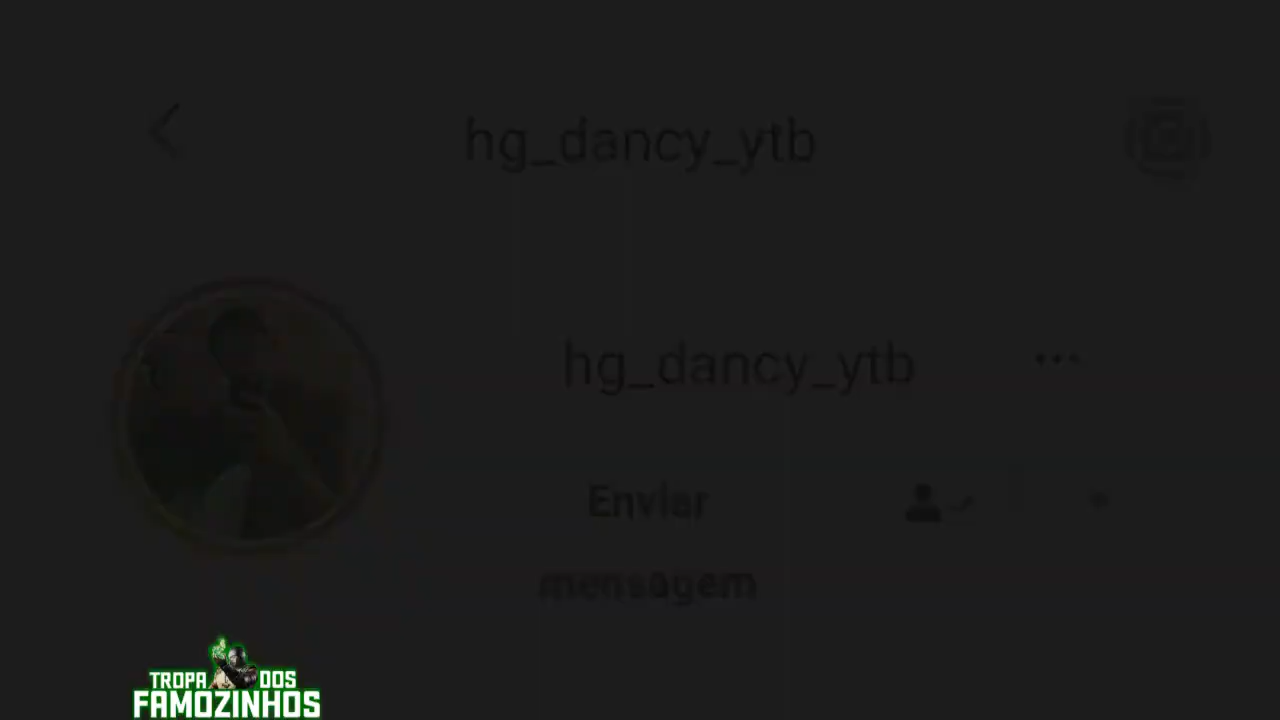 hg_dancy_ytb
hg_dancy_ytb
Enviar
mensagem
TROPA DOS
FAMOZINHOS